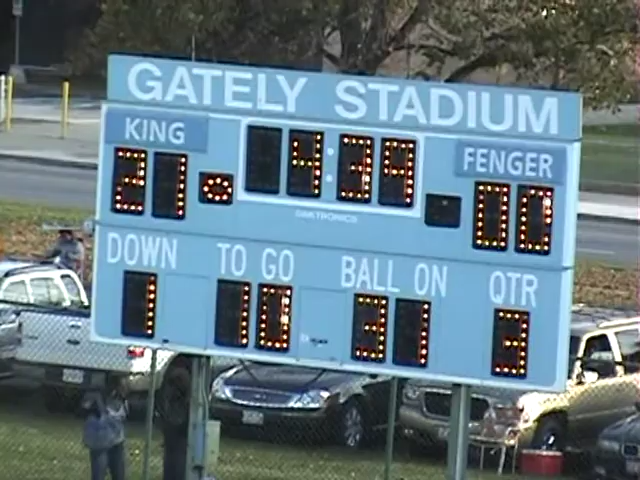 GATELY STADIUM
KING 4:39 FENGER
21 00
DAKTRONICS
DOWN TO GO BALL ON QTR
1 10 31 3